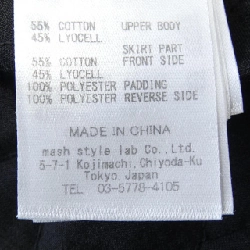 55% COTTON UPPER BODY
45% LYOCELL
SKIRT PART
55% COTTON FRONT SIDE
45% LYOCELL
100% POLYESTER PADDING
100% POLYESTER REVERSE SIDE
MADE IN CHINA
mash style lab Co.,Ltd.
5-7-1 Kojimachi,Chiyoda-Ku
Tokyo Japan
TEL 03-5778-4105